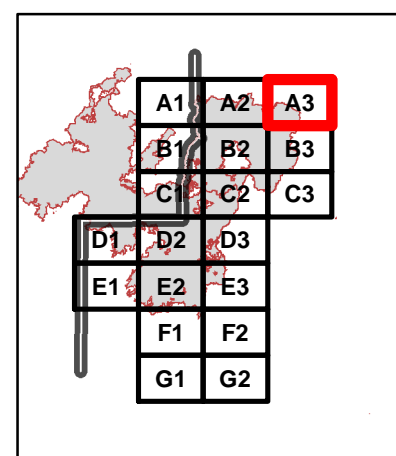 A1 A2 A3
B1 B2 B3
C1 C2 C3
D1 D2 D3
E1 E2 E3
F1 F2
G1 G2